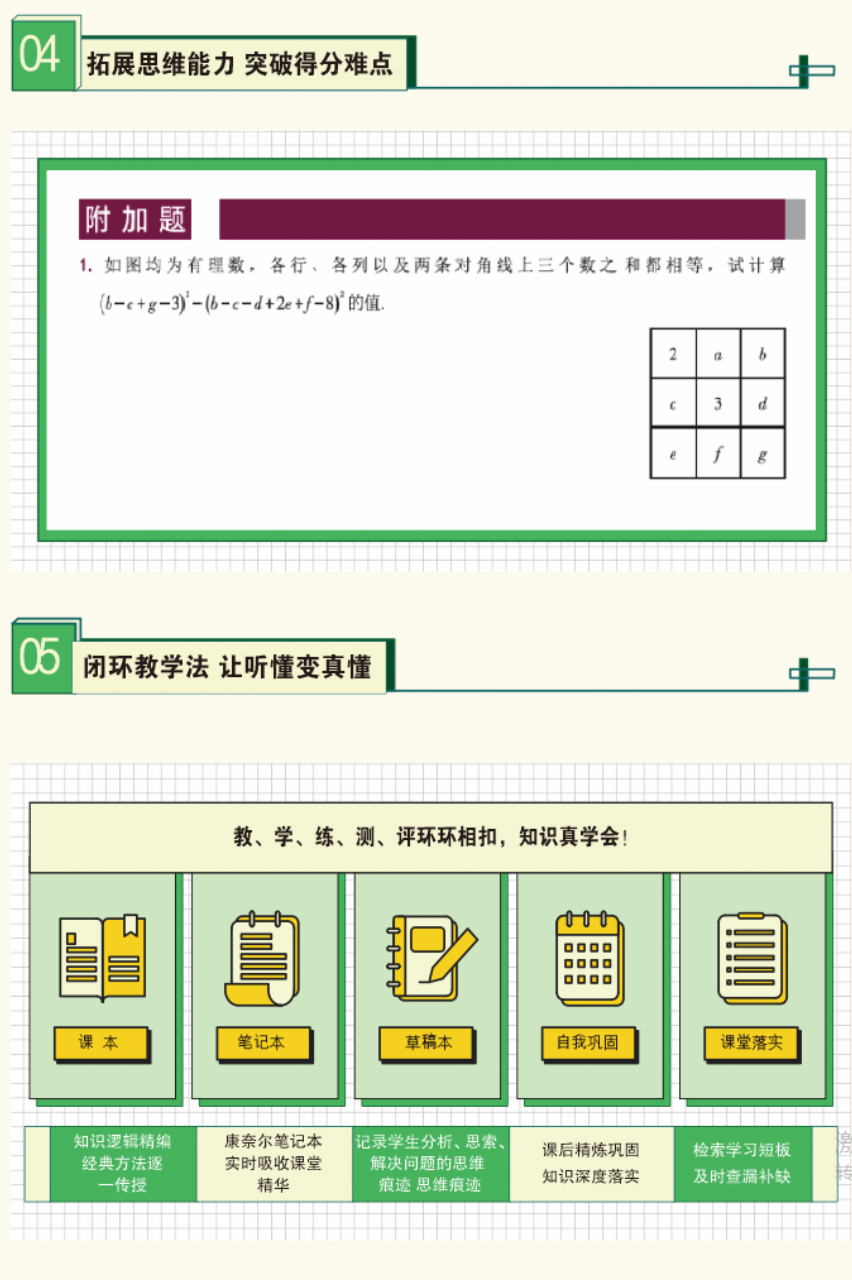 04
拓展思维能力 突破得分难点
附加题
1. 如图均为有理数，各行、各列以及两条对角线上三个数之 和都相等，试计算
(b-c+g-3)²-(b-c-d+2e+f-8)²的值.
2 a b
c 3 d
e f g
05
闭环教学法 让听懂变真懂
教、学、练、测、评环环相扣，知识真学会！
课 本 笔记本 草稿本 自我巩固 课堂落实
知识逻辑精编 康奈尔笔记本 记录学生分析、思索、 课后精炼巩固 检索学习短板
经典方法逐 实时吸收课堂 解决问题的思维 知识深度落实 及时查漏补缺
一传授 精华 痕迹 思维痕迹
激
转